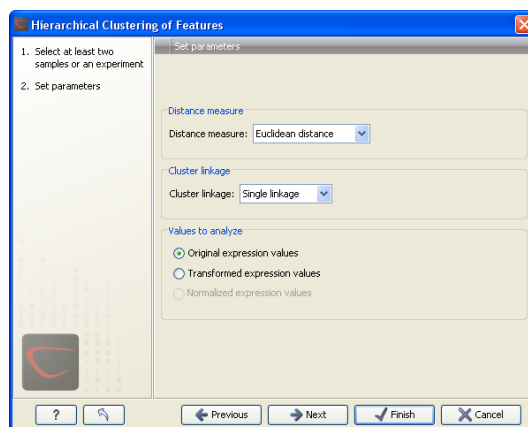 Hierarchical Clustering of Features
1. Select at least two
samples or an experiment
2. Set parameters
Set parameters
Distance measure
Distance measure: Euclidean distance
Cluster linkage
Cluster linkage: Single linkage
Values to analyze
Original expression values
Transformed expression values
Normalized expression values
? Previous Next Finish Cancel